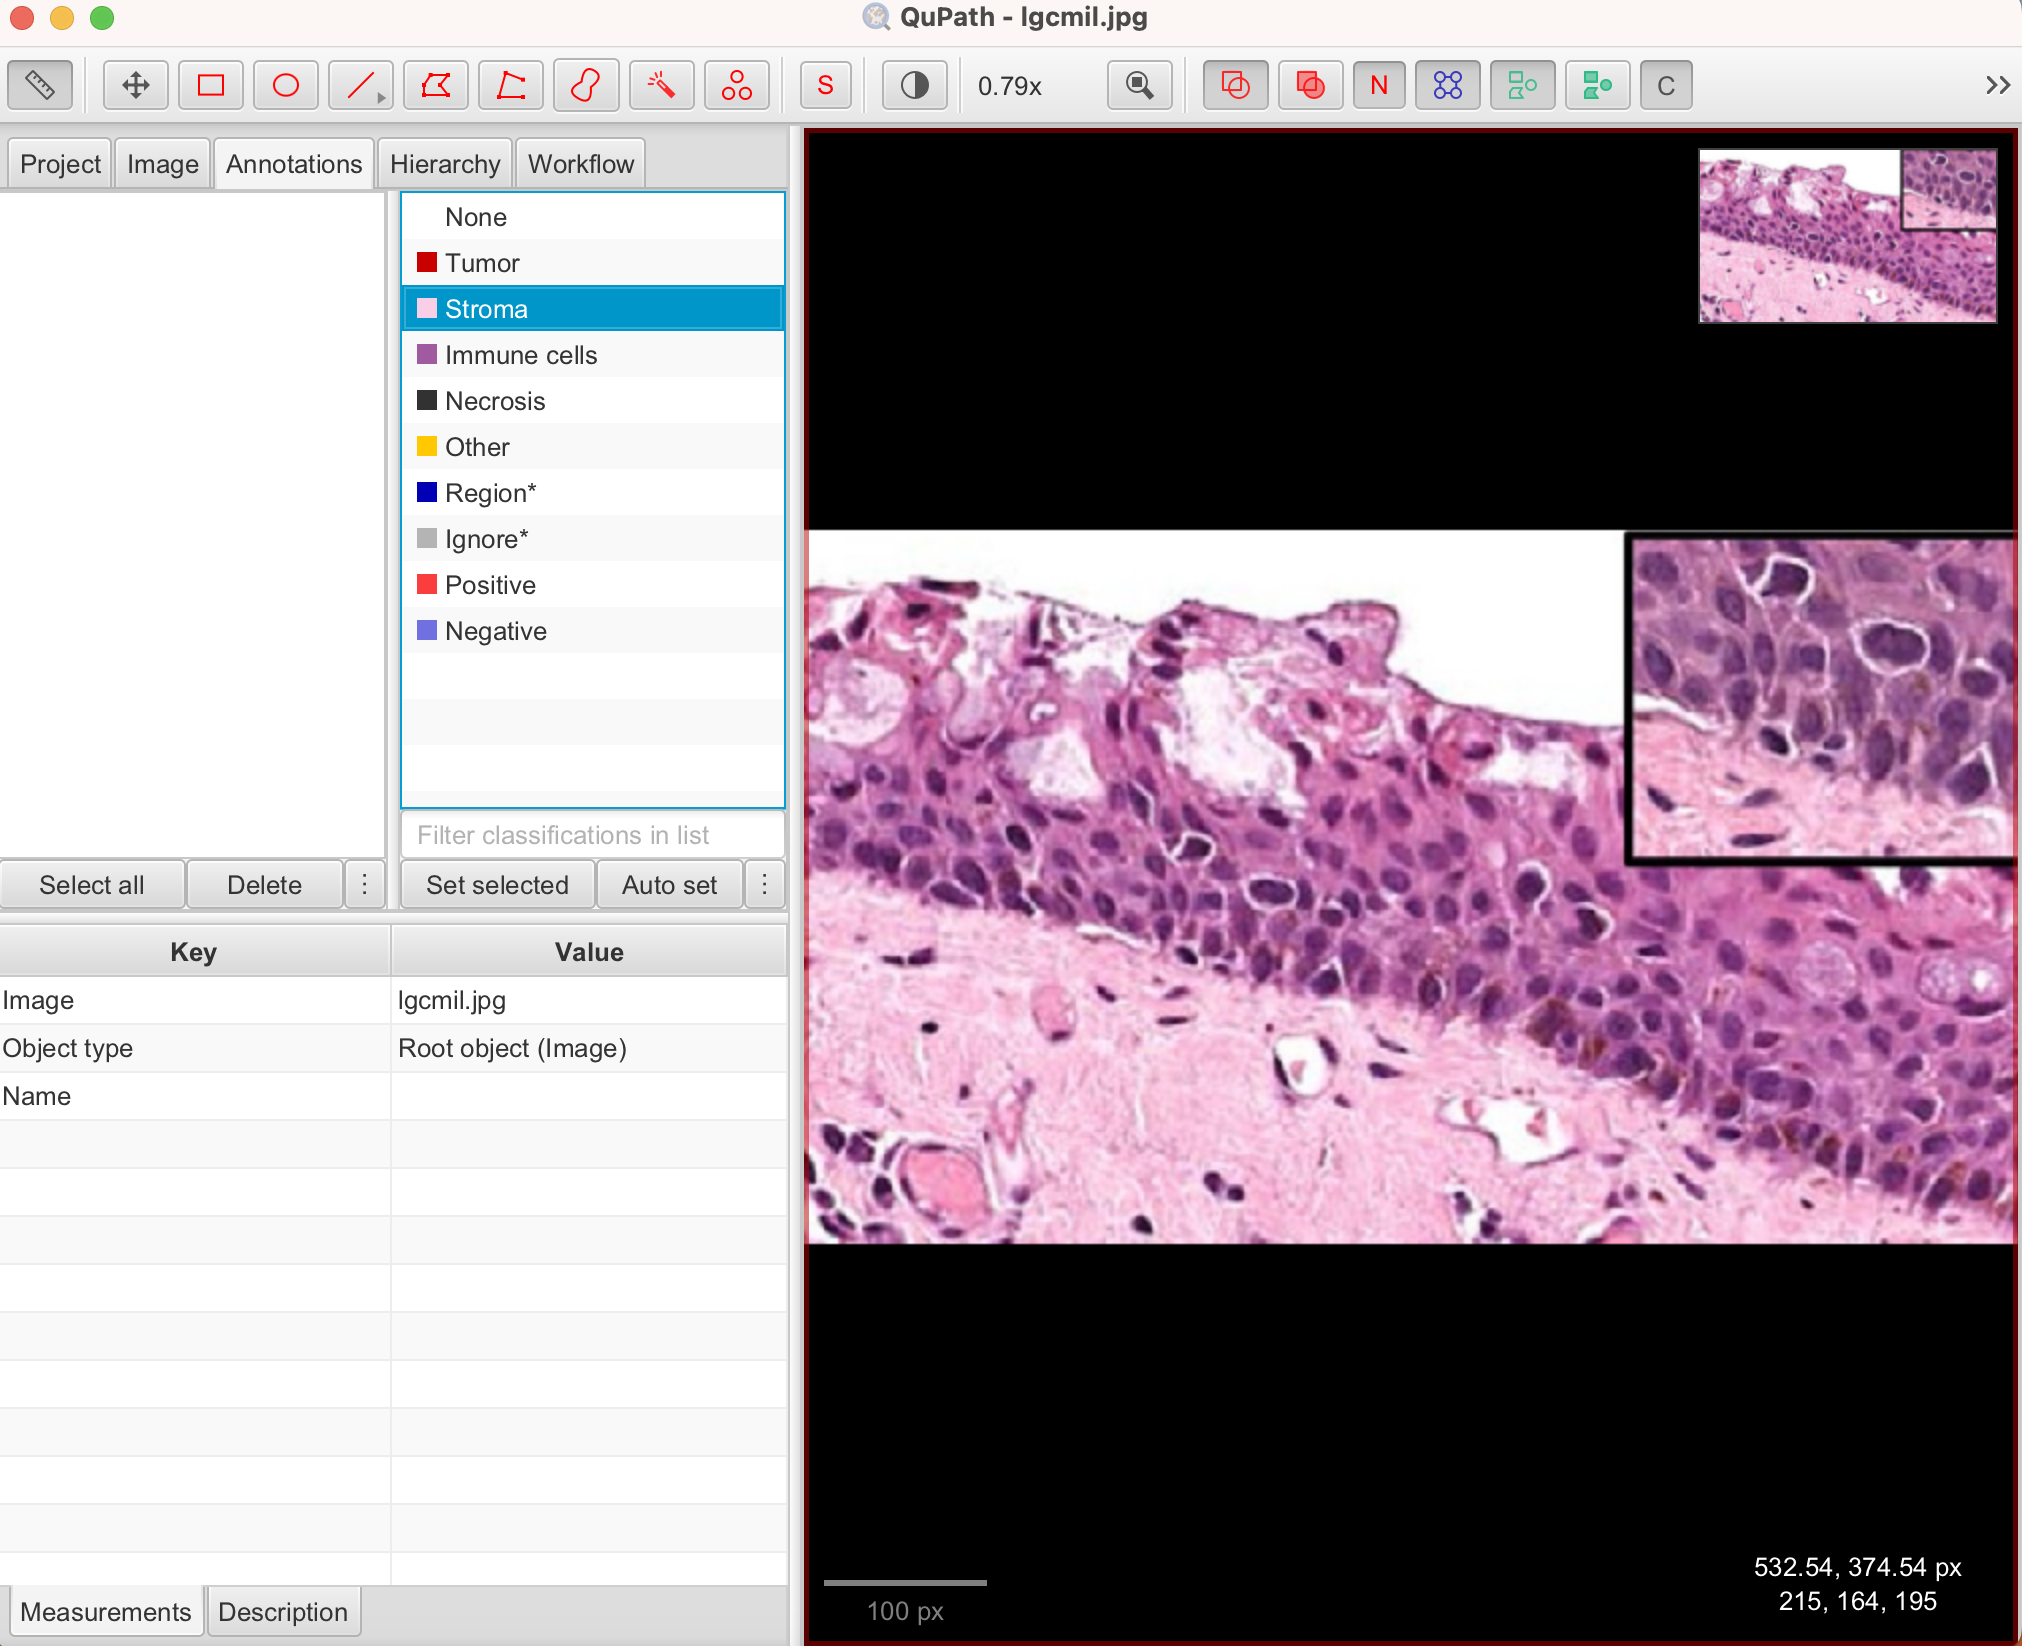 QuPath - lgcmil.jpg
S
0.79x
N
C
Project Image Annotations Hierarchy Workflow
None
Tumor
Stroma
Immune cells
Necrosis
Other
Region*
Ignore*
Positive
Negative
Filter classifications in list
Select all Delete ⋮ Set selected Auto set ⋮
Key Value
Image lgcmil.jpg
Object type Root object (Image)
Name
Measurements Description
100 px
532.54, 374.54 px
215, 164, 195